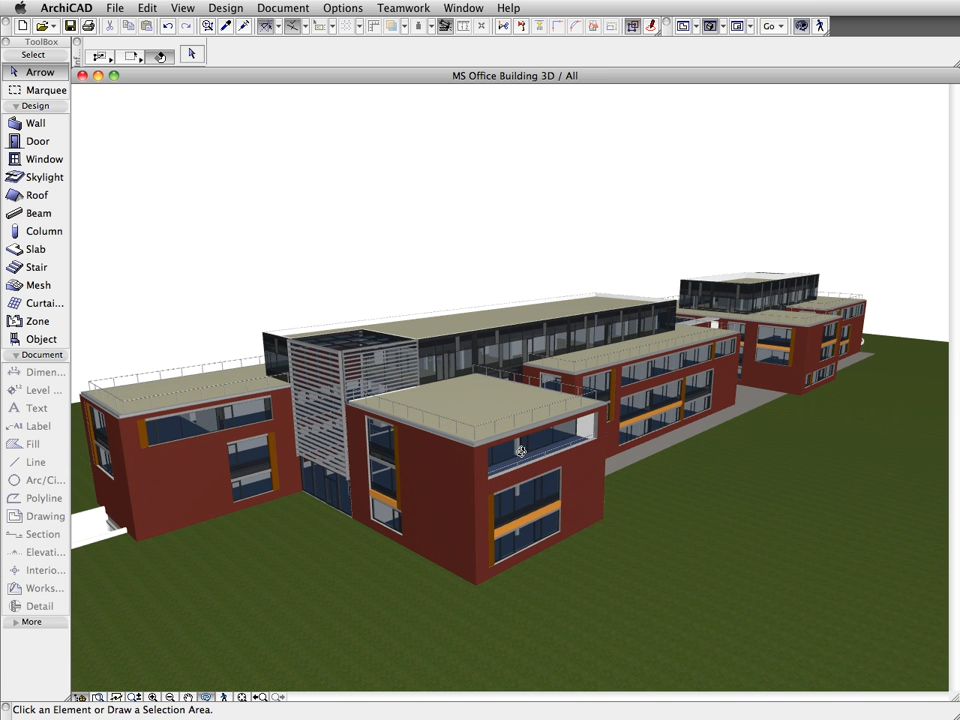 ArchiCAD File Edit View Design Document Options Teamwork Window Help
ToolBox
Select
Go
Arrow
MS Office Building 3D / All
Marquee
Design
Wall
Door
Window
Skylight
Roof
Beam
Column
Slab
Stair
Mesh
Curtai...
Zone
Object
Document
Dimen...
Level ...
Text
A1 Label
Fill
Line
Arc/Ci...
Polyline
Drawing
Section
Elevati...
Interio...
Works...
Detail
More
Click an Element or Draw a Selection Area.